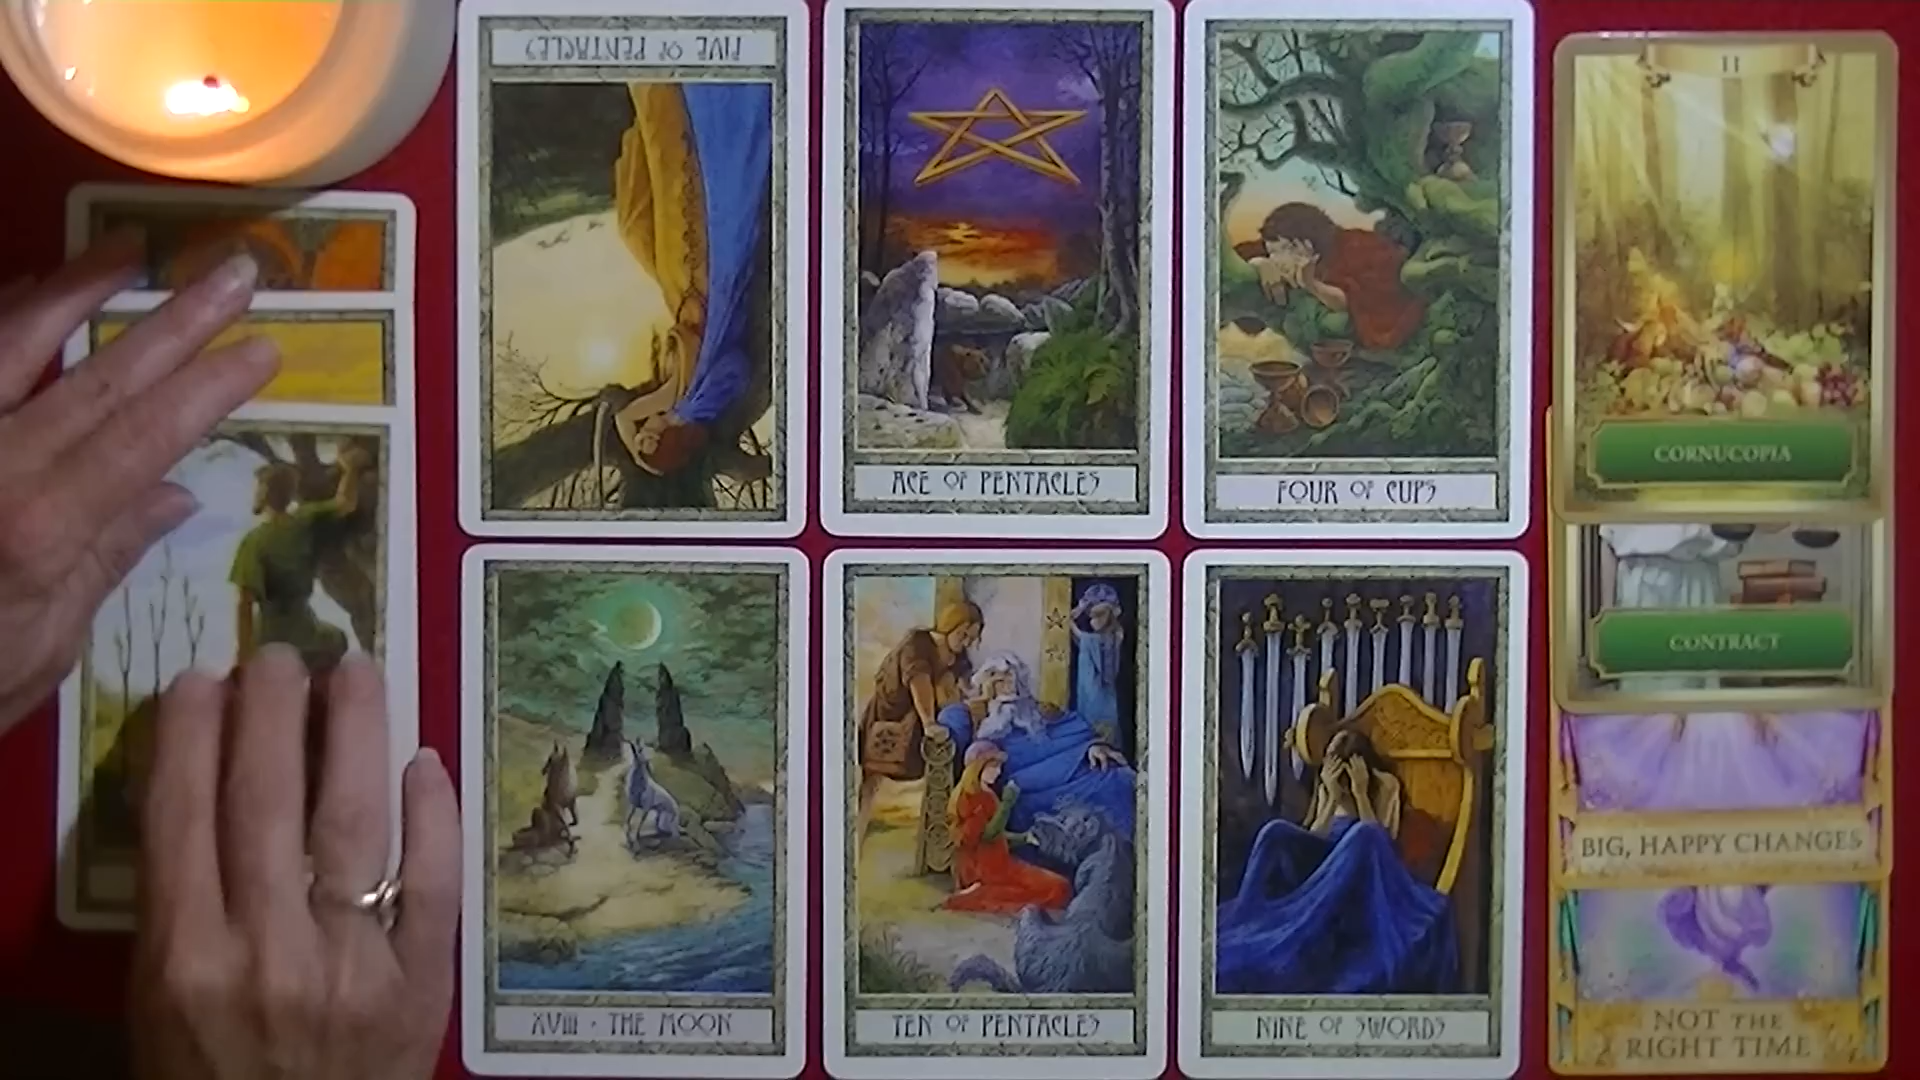 FIVE OF PENTACLES
ACE OF PENTACLES
FOUR OF CUPS
XVIII · THE MOON
TEN OF PENTACLES
NINE OF SWORDS
11
CORNUCOPIA
CONTRACT
BIG, HAPPY CHANGES
NOT THE
RIGHT TIME